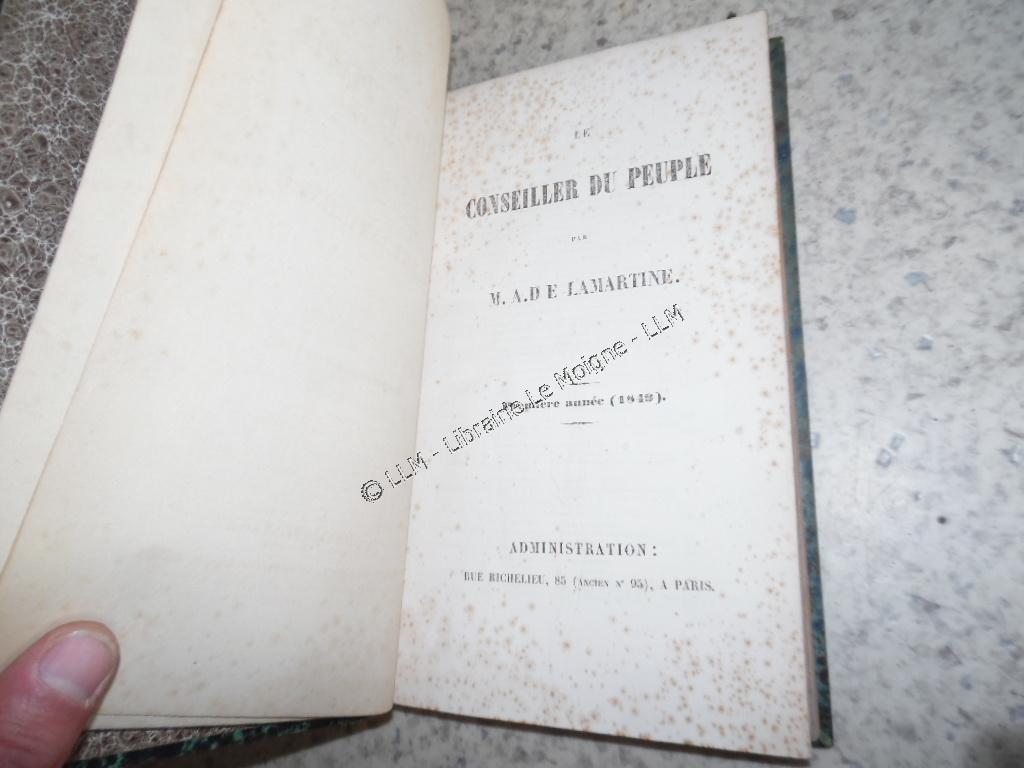 LE
CONSEILLER DU PEUPLE
PAR
M. A. DE LAMARTINE.
© LLM - Librairie Le Moigne - LLM
Première année (1849).
ADMINISTRATION :
RUE RICHELIEU, 85 (ANCIEN N° 95), A PARIS.